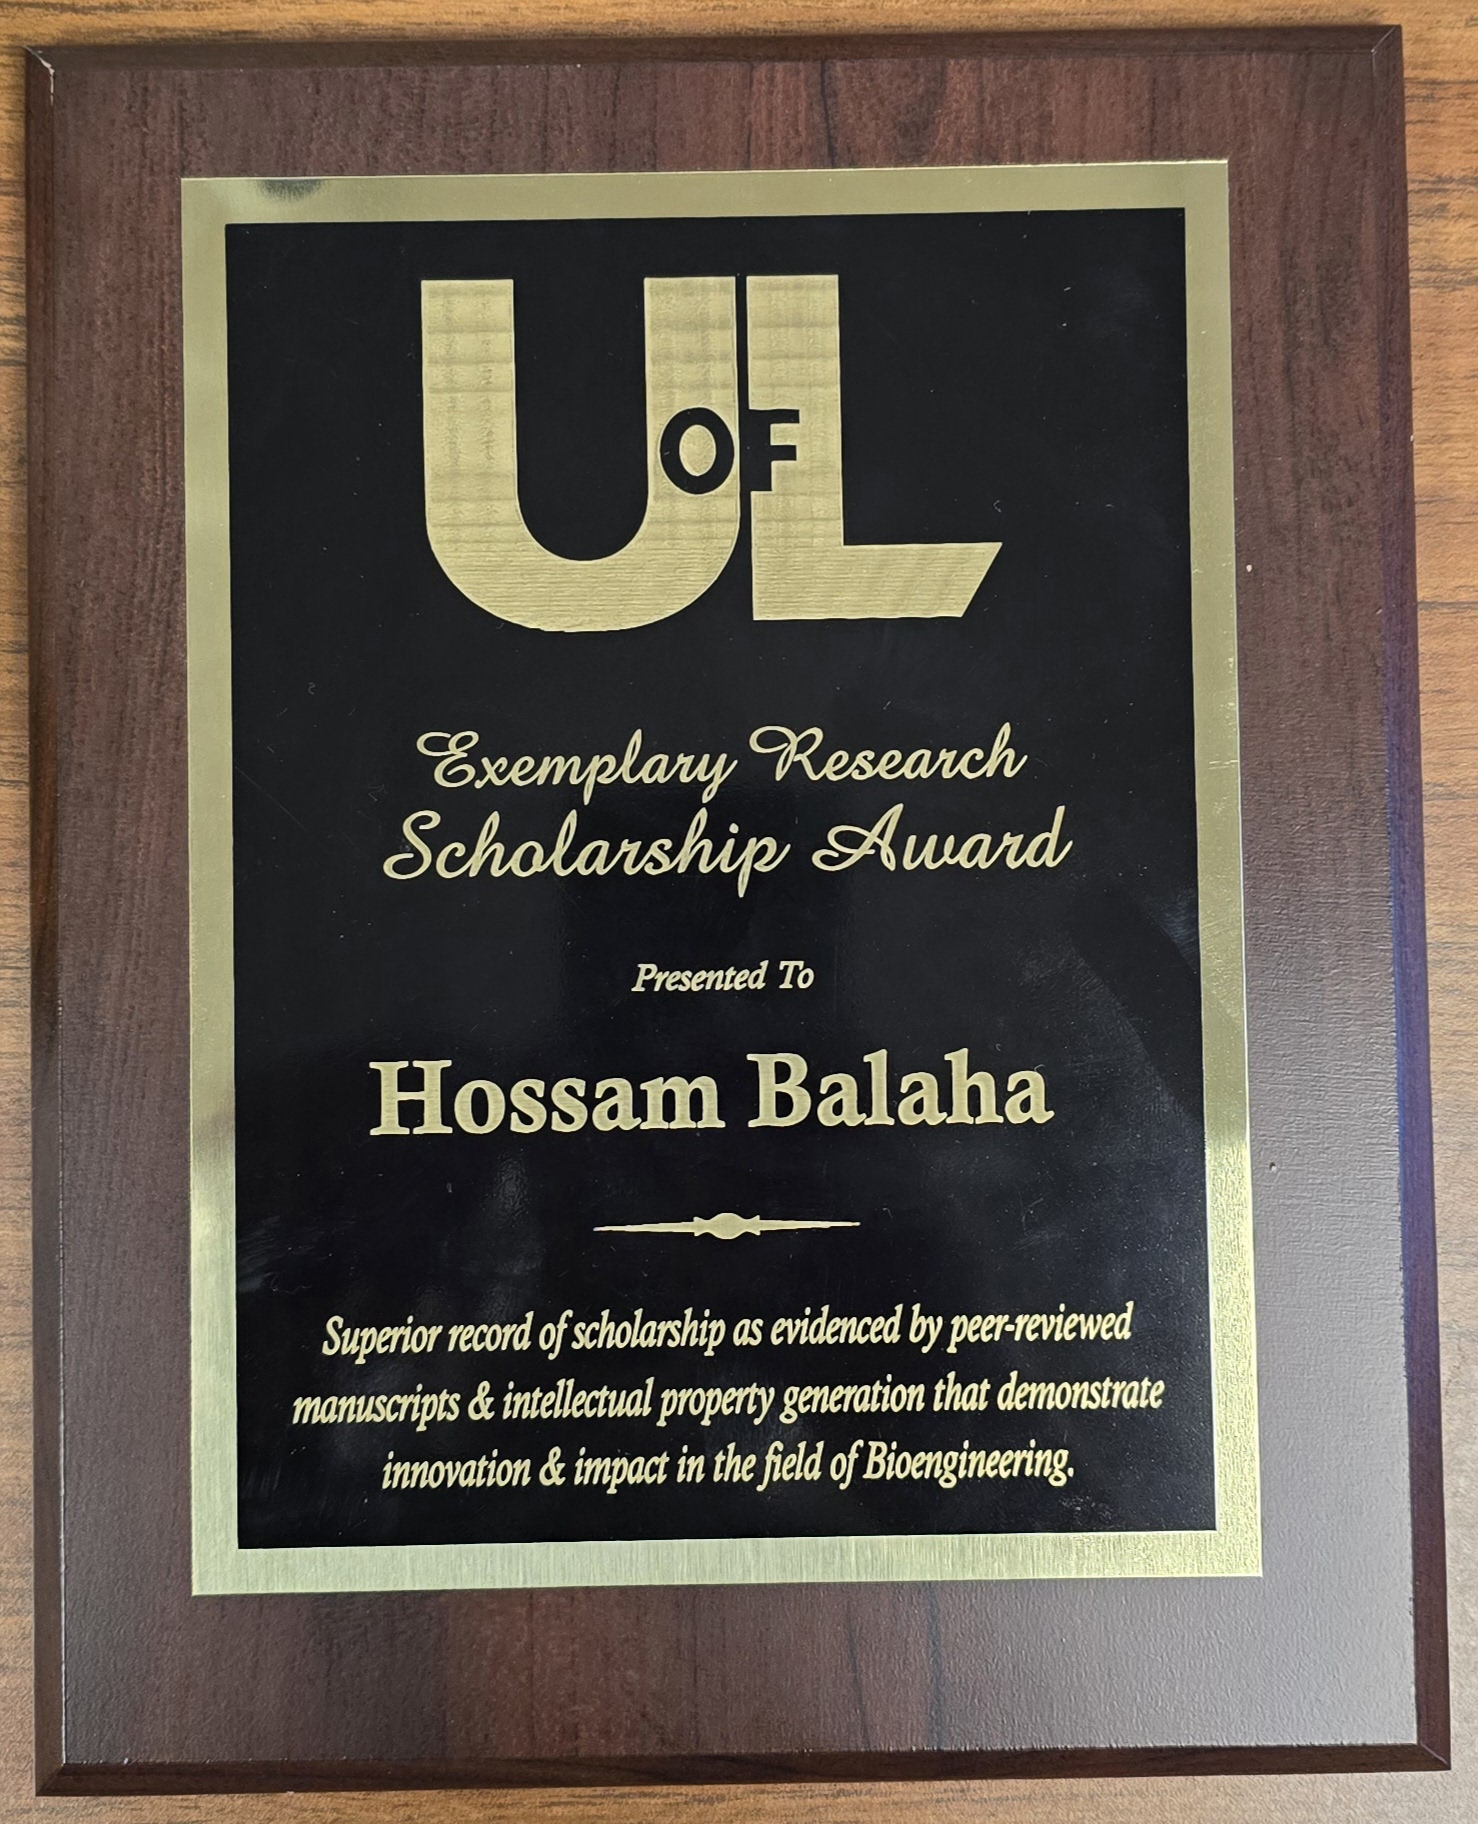 U OF L
Exemplary Research
Scholarship Award
Presented To
Hossam Balaha
Superior record of scholarship as evidenced by peer-reviewed
manuscripts & intellectual property generation that demonstrate
innovation & impact in the field of Bioengineering.